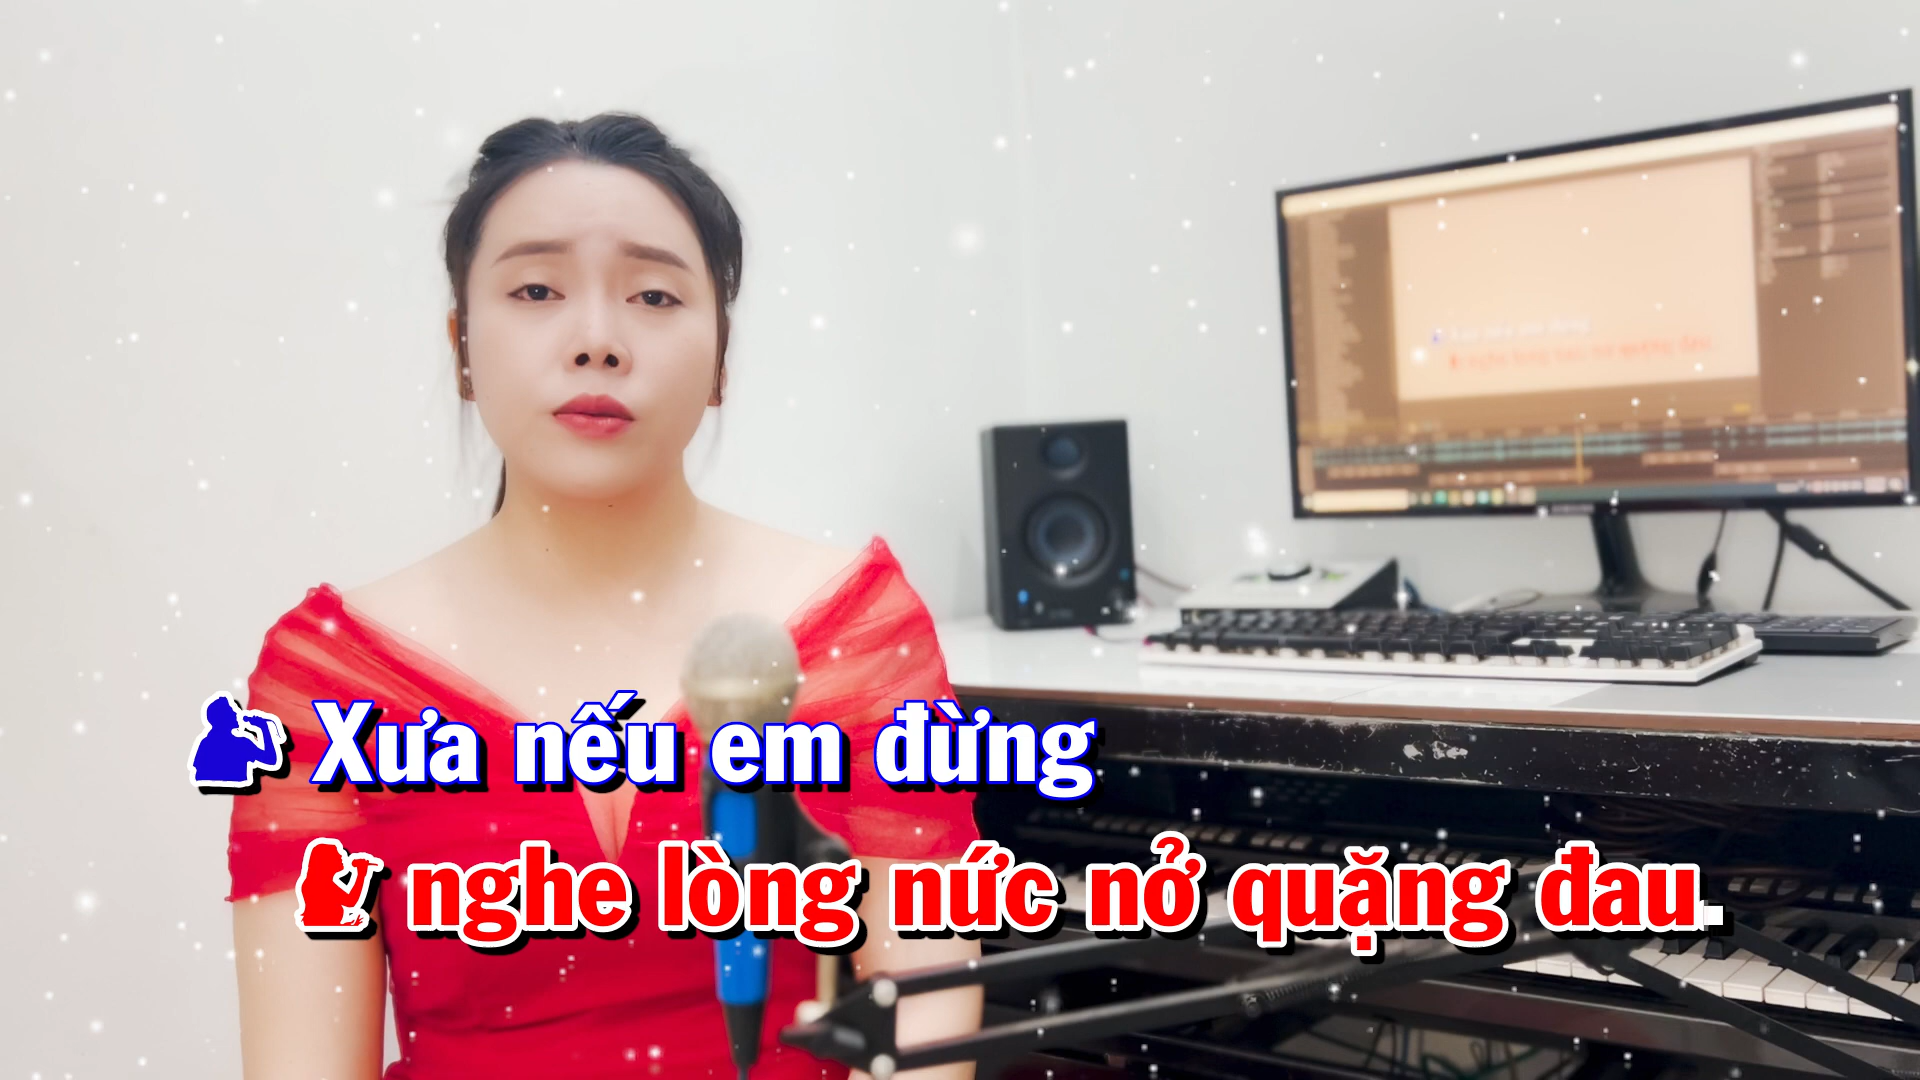 Xưa nếu em đừng
nghe lòng nức nở quặng đau.